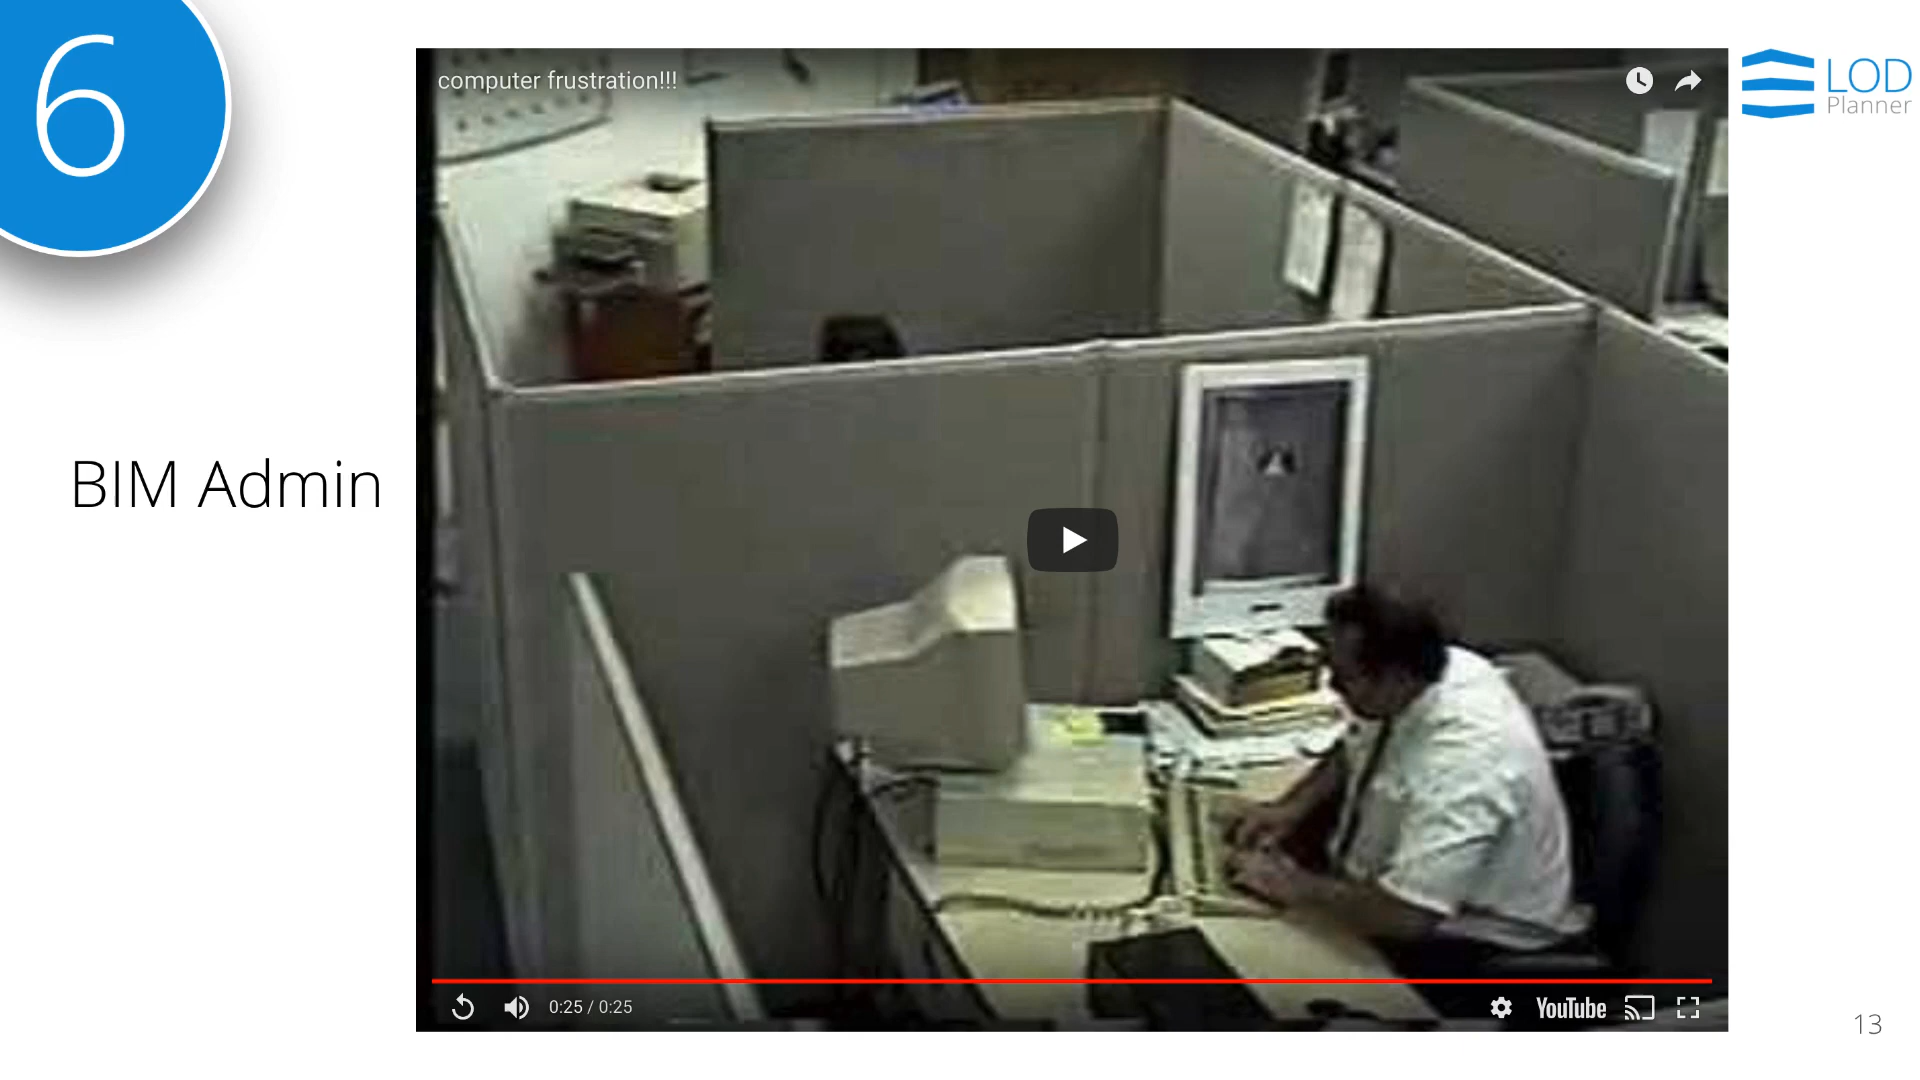 6
computer frustration!!!
LOD
Planner
BIM Admin
0:25 / 0:25
YouTube
13